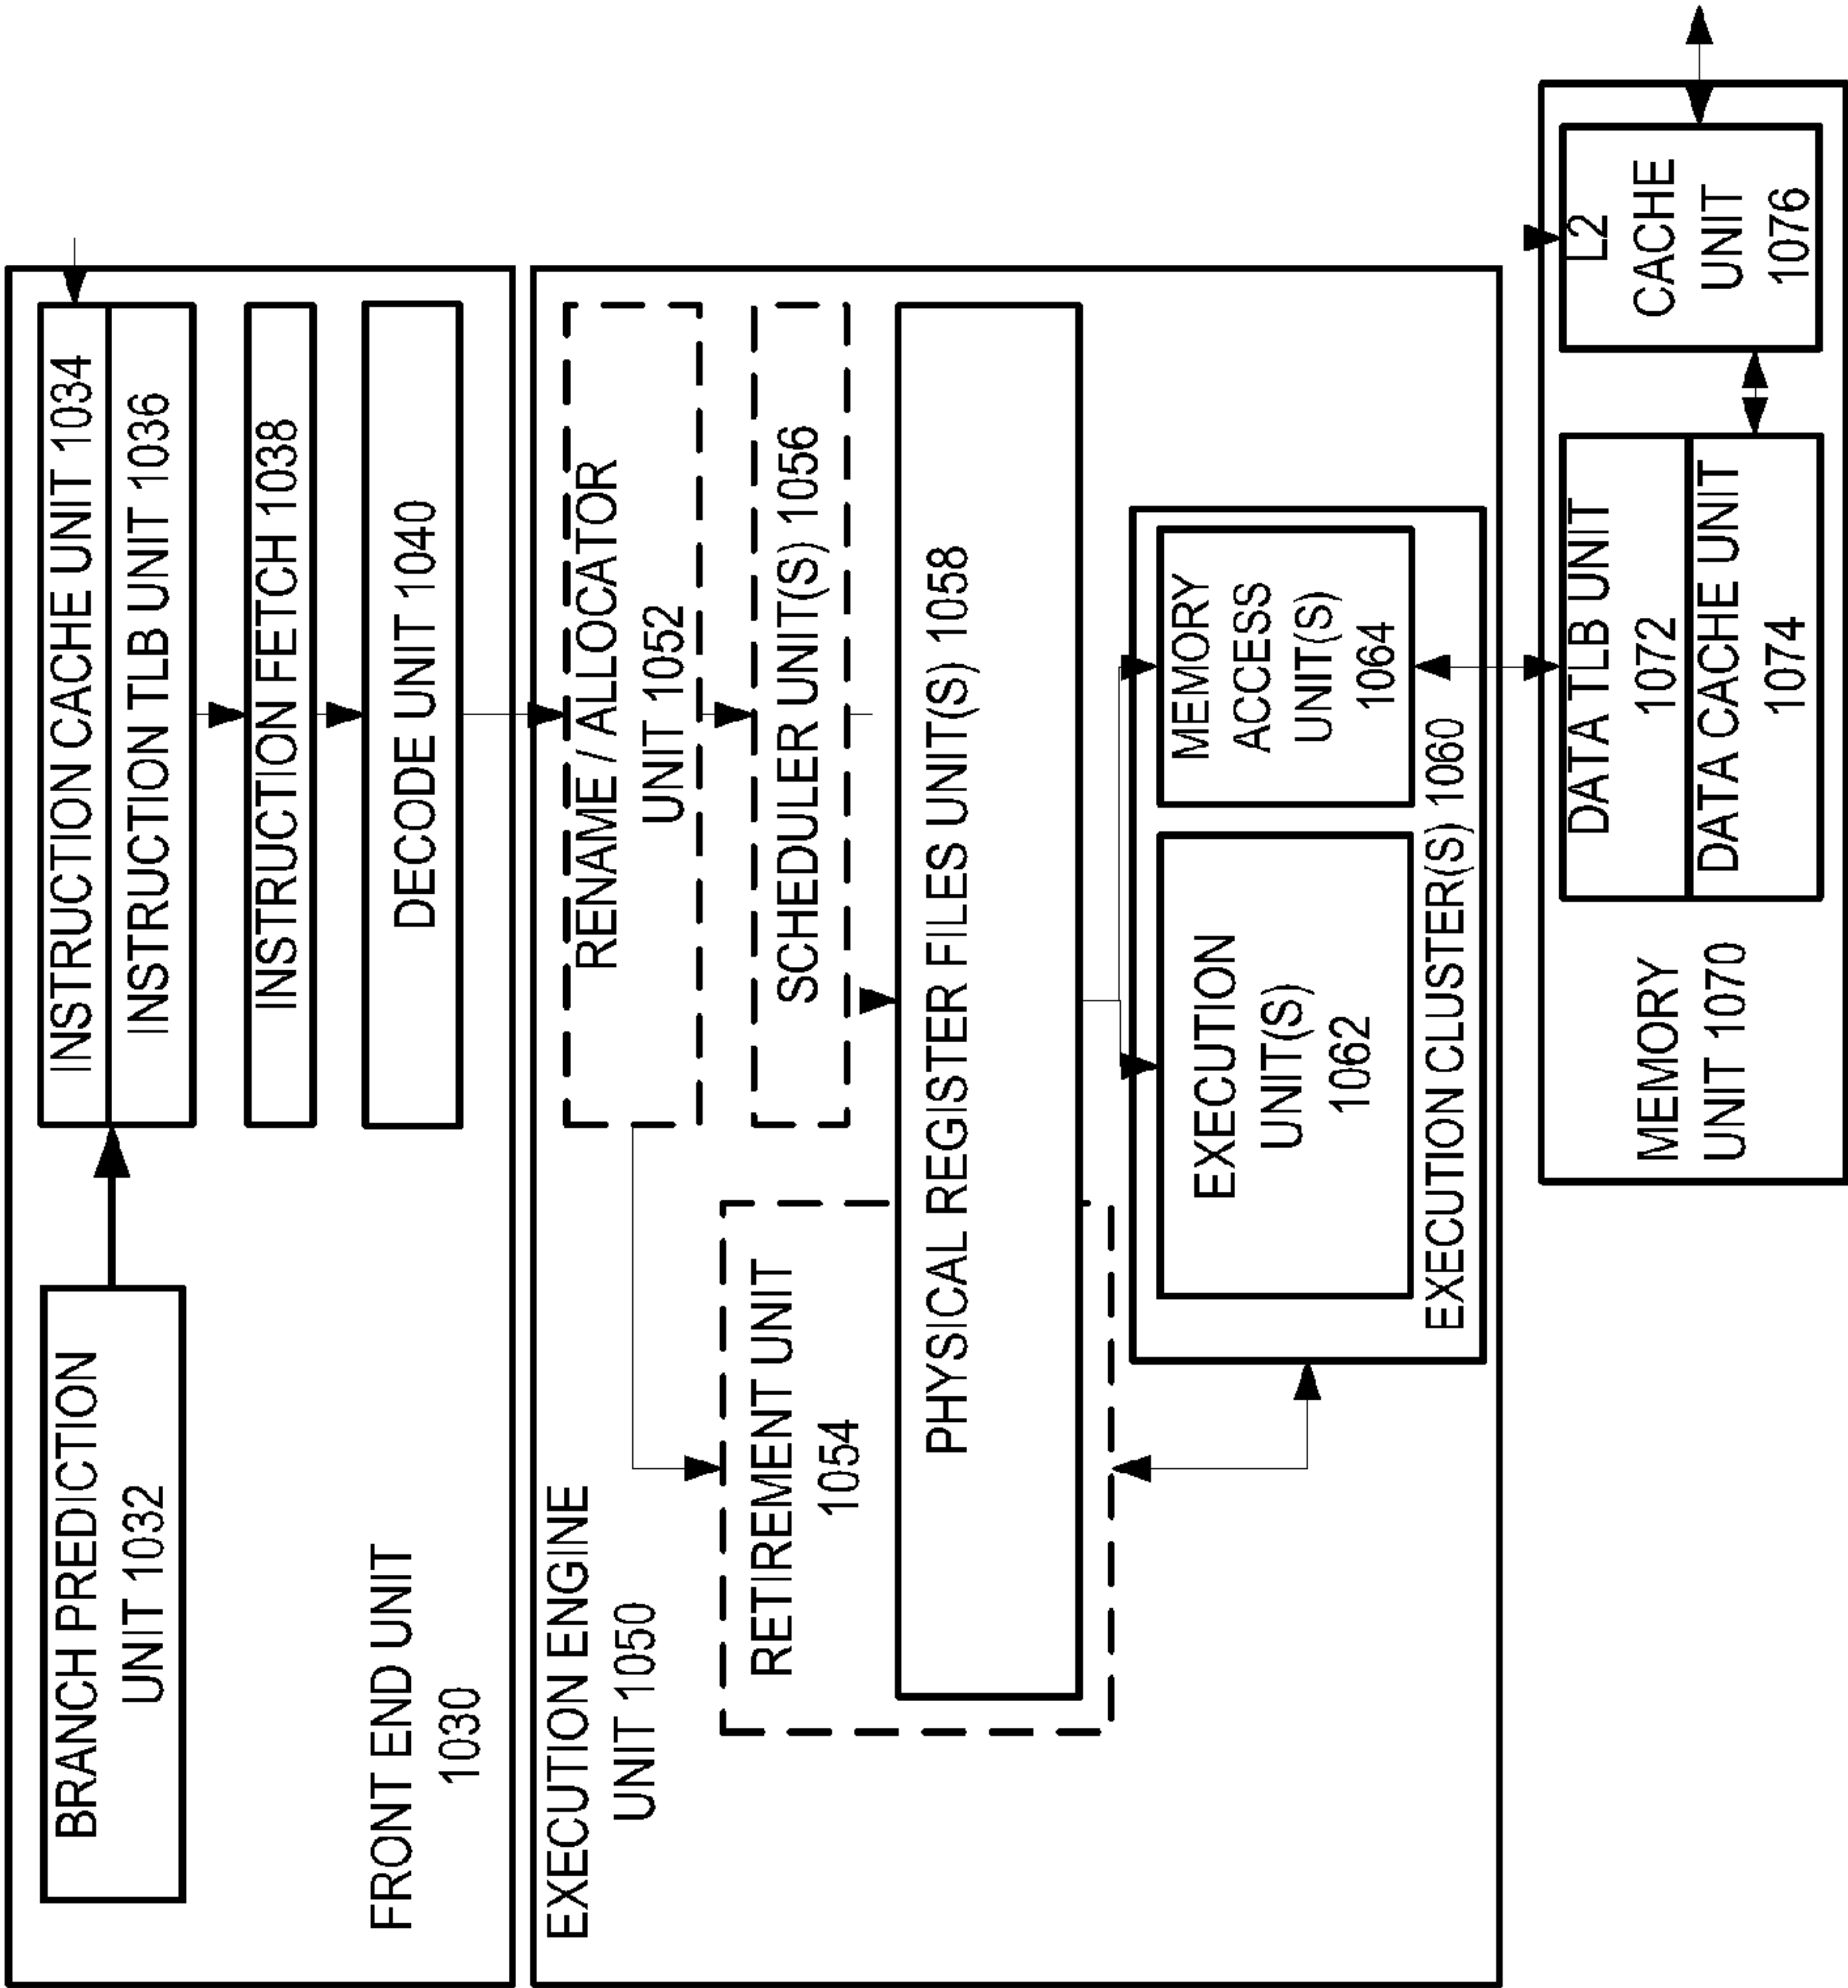 BRANCH PREDICTION
UNIT 1032
INSTRUCTION CACHE UNIT 1034
INSTRUCTION TLB UNIT 1036
INSTRUCTION FETCH 1038
FRONT END UNIT
1030
DECODE UNIT 1040
EXECUTION ENGINE
UNIT 1050
RENAME / ALLOCATOR
UNIT 1052
RETIREMENT UNIT
1054
SCHEDULER UNIT(S) 1056
PHYSICAL REGISTER FILES UNIT(S) 1058
EXECUTION
UNIT(S)
1062
MEMORY
ACCESS
UNIT(S)
1064
EXECUTION CLUSTER(S) 1060
MEMORY
UNIT 1070
DATA TLB UNIT
1072
DATA CACHE UNIT
1074
L2
CACHE
UNIT
1076